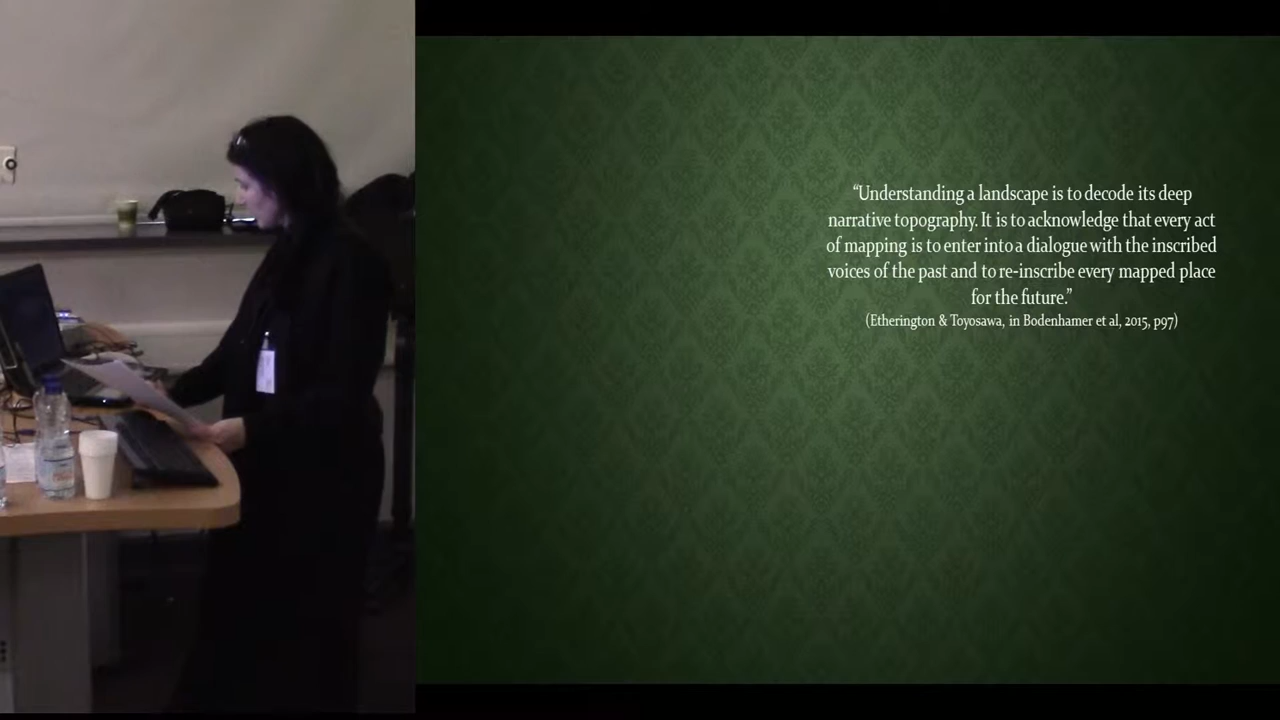 “Understanding a landscape is to decode its deep
narrative topography. It is to acknowledge that every act
of mapping is to enter into a dialogue with the inscribed
voices of the past and to re-inscribe every mapped place
for the future.”
(Etherington & Toyosawa, in Bodenhamer et al, 2015, p97)